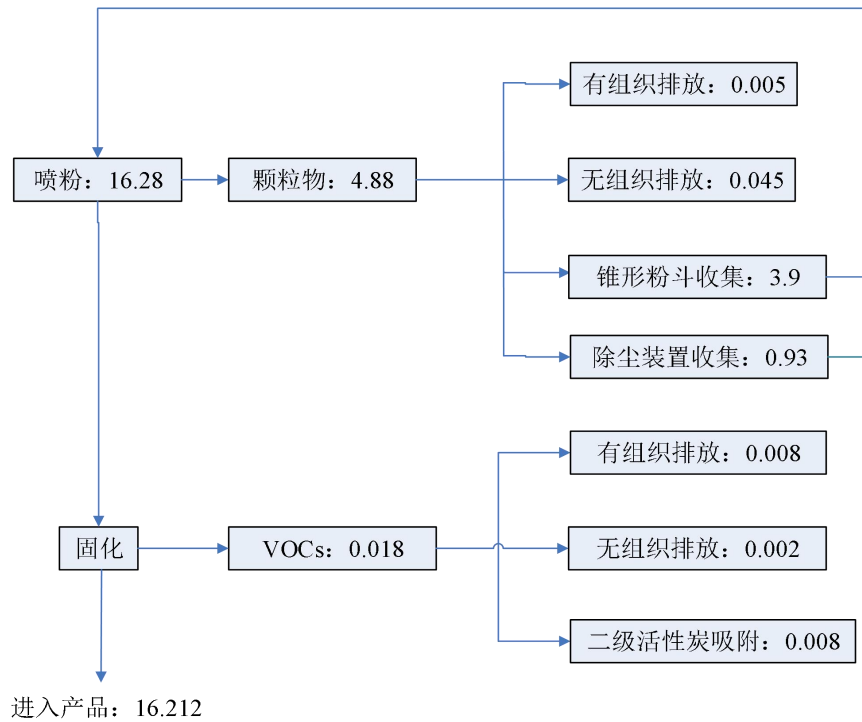 有组织排放：0.005
喷粉：16.28
颗粒物：4.88
无组织排放：0.045
锥形粉斗收集：3.9
除尘装置收集：0.93
有组织排放：0.008
固化
VOCs：0.018
无组织排放：0.002
二级活性炭吸附：0.008
进入产品：16.212